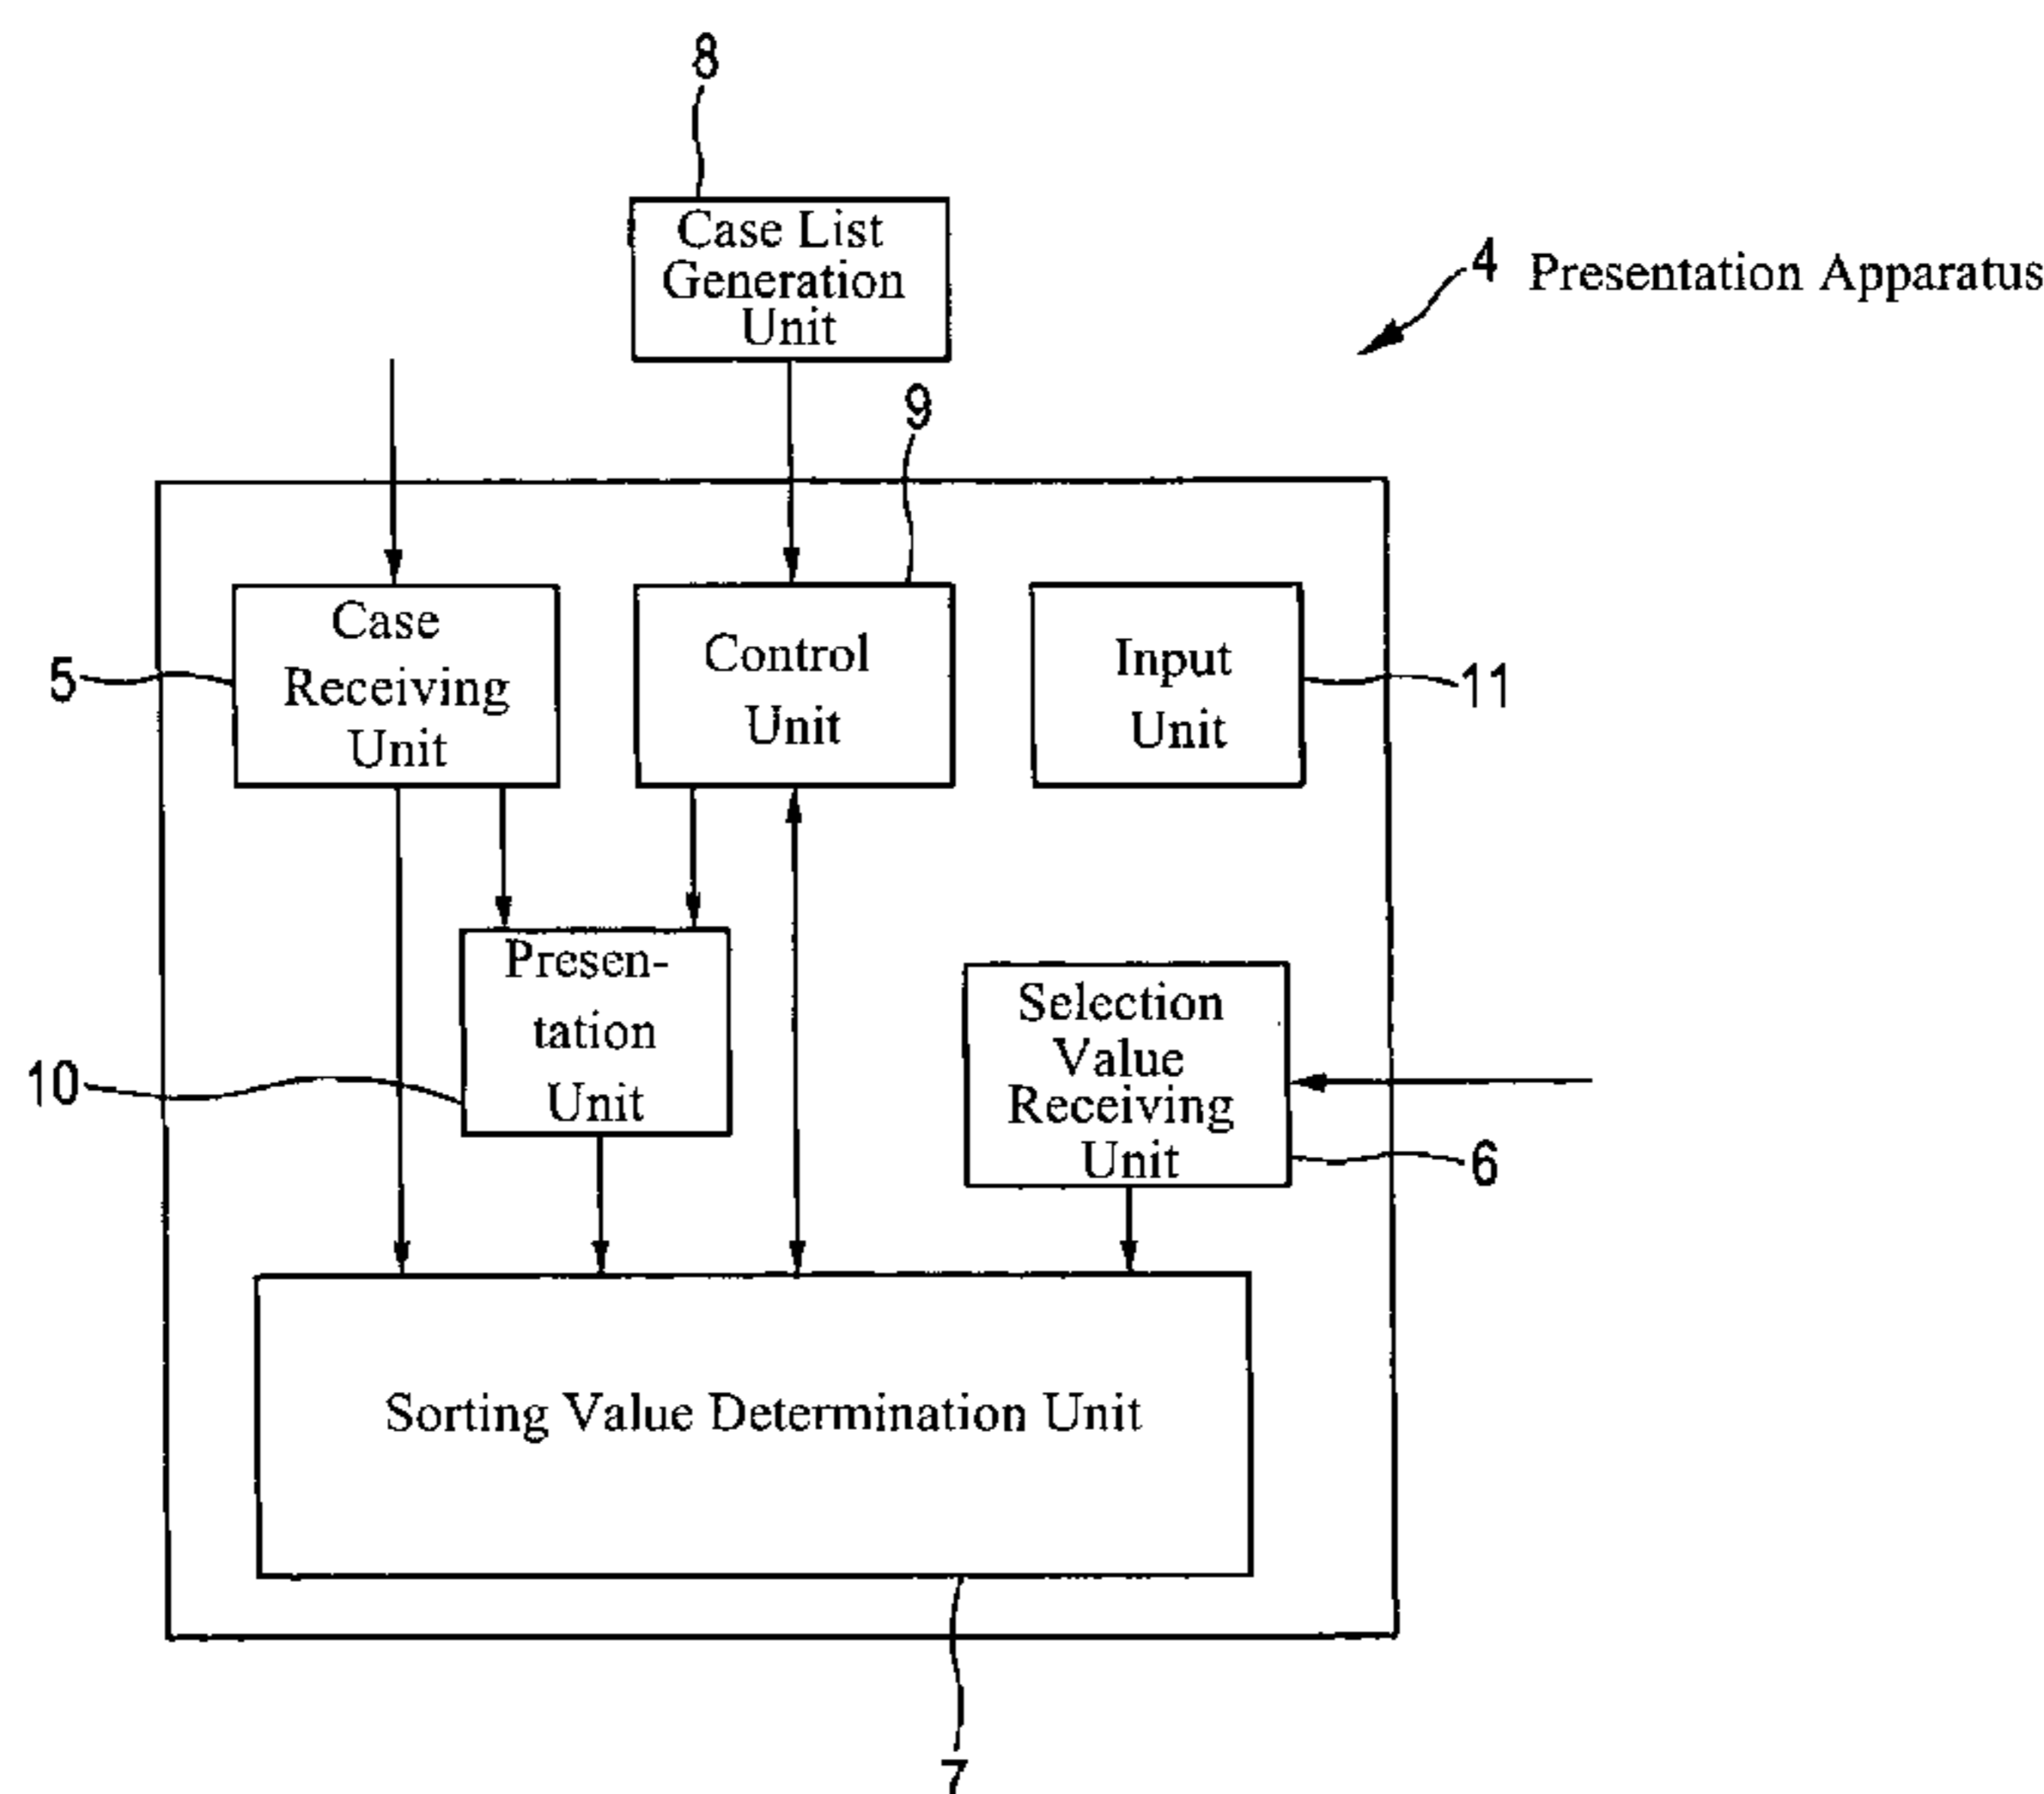 8
Case List
Generation
Unit
4 Presentation Apparatus
9
Case
Receiving
Unit
5
Control
Unit
Input
Unit
11
Presen-
tation
Unit
10
Selection
Value
Receiving
Unit
6
Sorting Value Determination Unit
7